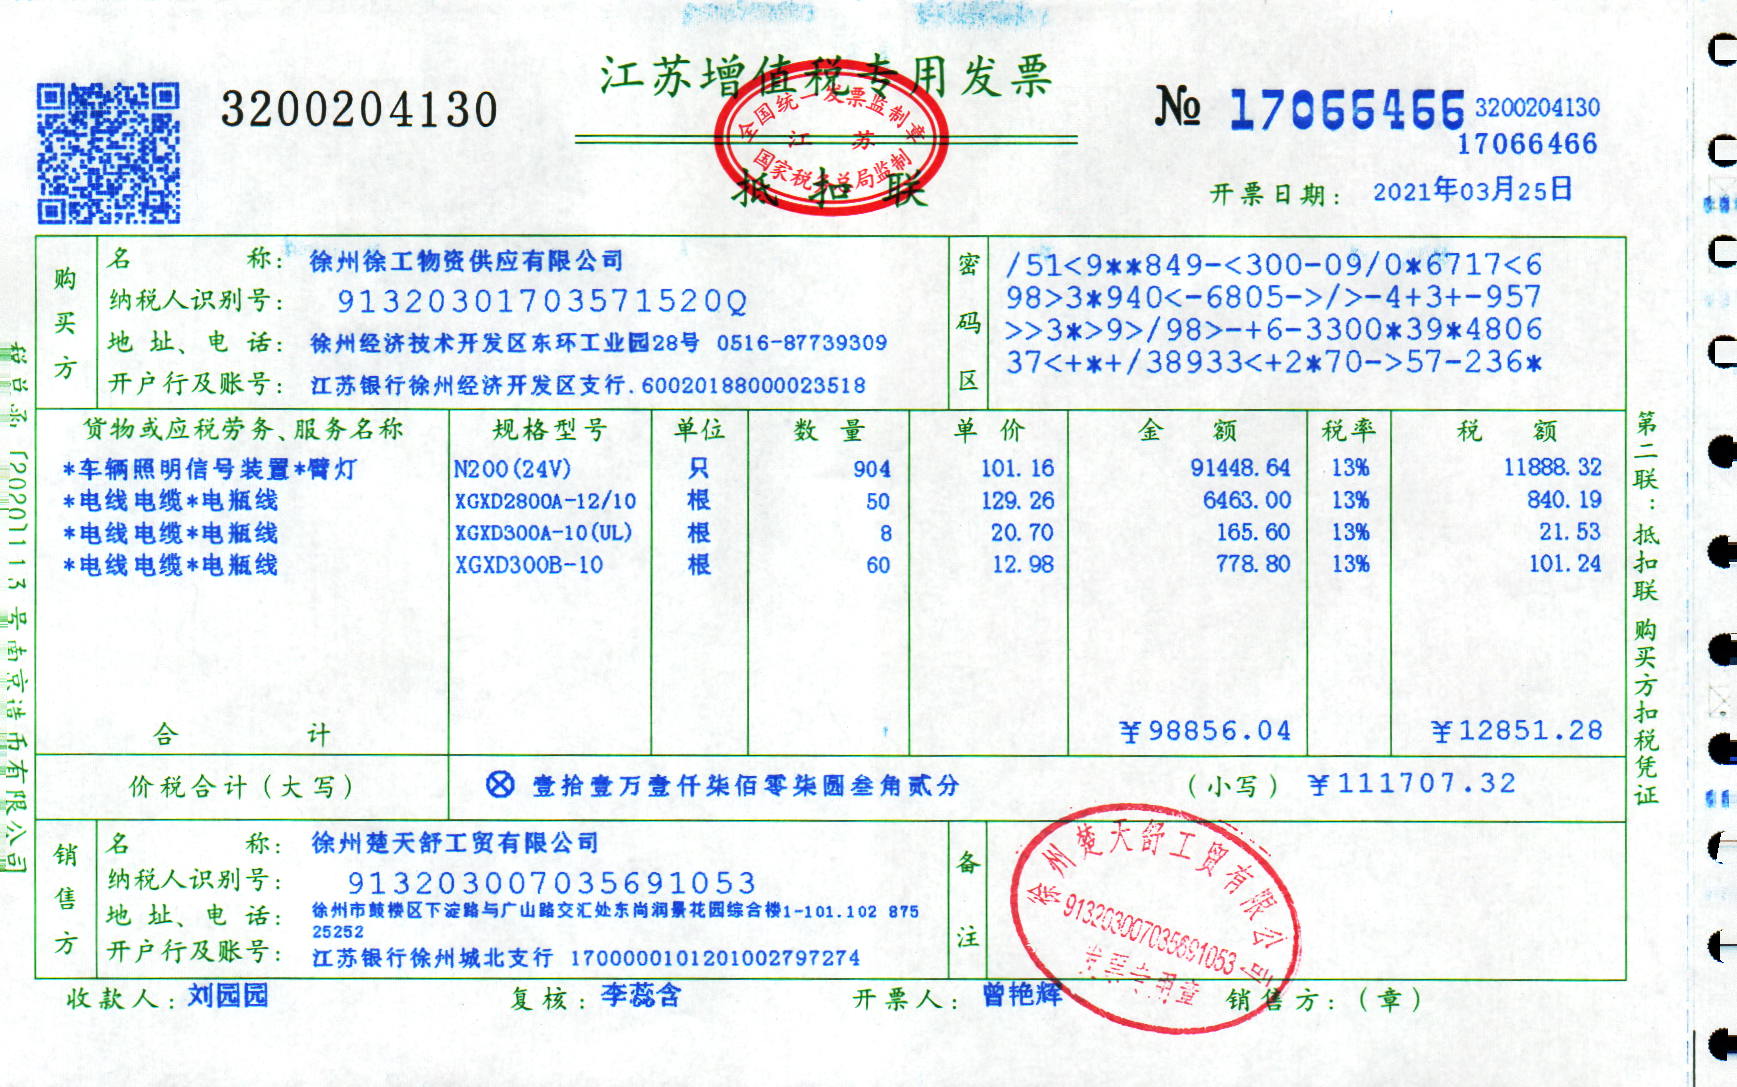 江苏增值税专用发票
3200204130
全国统一发票监制章
江 苏
国家税务总局监制
抵扣联
№ 17066466 3200204130
17066466
开票日期: 2021年03月25日
购买方
名 称: 徐州徐工物资供应有限公司
纳税人识别号: 91320301703571520Q
地 址、电 话: 徐州经济技术开发区东环工业园28号 0516-87739309
开户行及账号: 江苏银行徐州经济开发区支行.60020188000023518
密码区
/51<9**849-<300-09/0*6717<6
98>3*940<-6805->/>-4+3+-957
>>3*>9>/98>-+6-3300*39*4806
37<+*+/38933<+2*70->57-236*
货物或应税劳务、服务名称 规格型号 单位 数 量 单 价 金 额 税率 税 额
*车辆照明信号装置*臂灯 N200(24V) 只 904 101.16 91448.64 13% 11888.32
*电线电缆*电瓶线 XGXD2800A-12/10 根 50 129.26 6463.00 13% 840.19
*电线电缆*电瓶线 XGXD300A-10(UL) 根 8 20.70 165.60 13% 21.53
*电线电缆*电瓶线 XGXD300B-10 根 60 12.98 778.80 13% 101.24
合 计 ¥98856.04 ¥12851.28
价税合计(大写) ⊗壹拾壹万壹仟柒佰零柒圆叁角贰分 (小写) ¥111707.32
销售方
名 称: 徐州楚天舒工贸有限公司
纳税人识别号: 913203007035691053
地 址、电 话: 徐州市鼓楼区下淀路与广山路交汇处东尚润景花园综合楼1-101.102 875
25252
开户行及账号: 江苏银行徐州城北支行 17000001012010027972​74
备注
徐州楚天舒工贸有限公司
913203007035691053
发票专用章
收款人: 刘园园 复核: 李蕊含 开票人: 曾艳辉 销售方:(章)
第二联:抵扣联 购买方扣税凭证
税总函〔2020〕113号南京造币有限公司